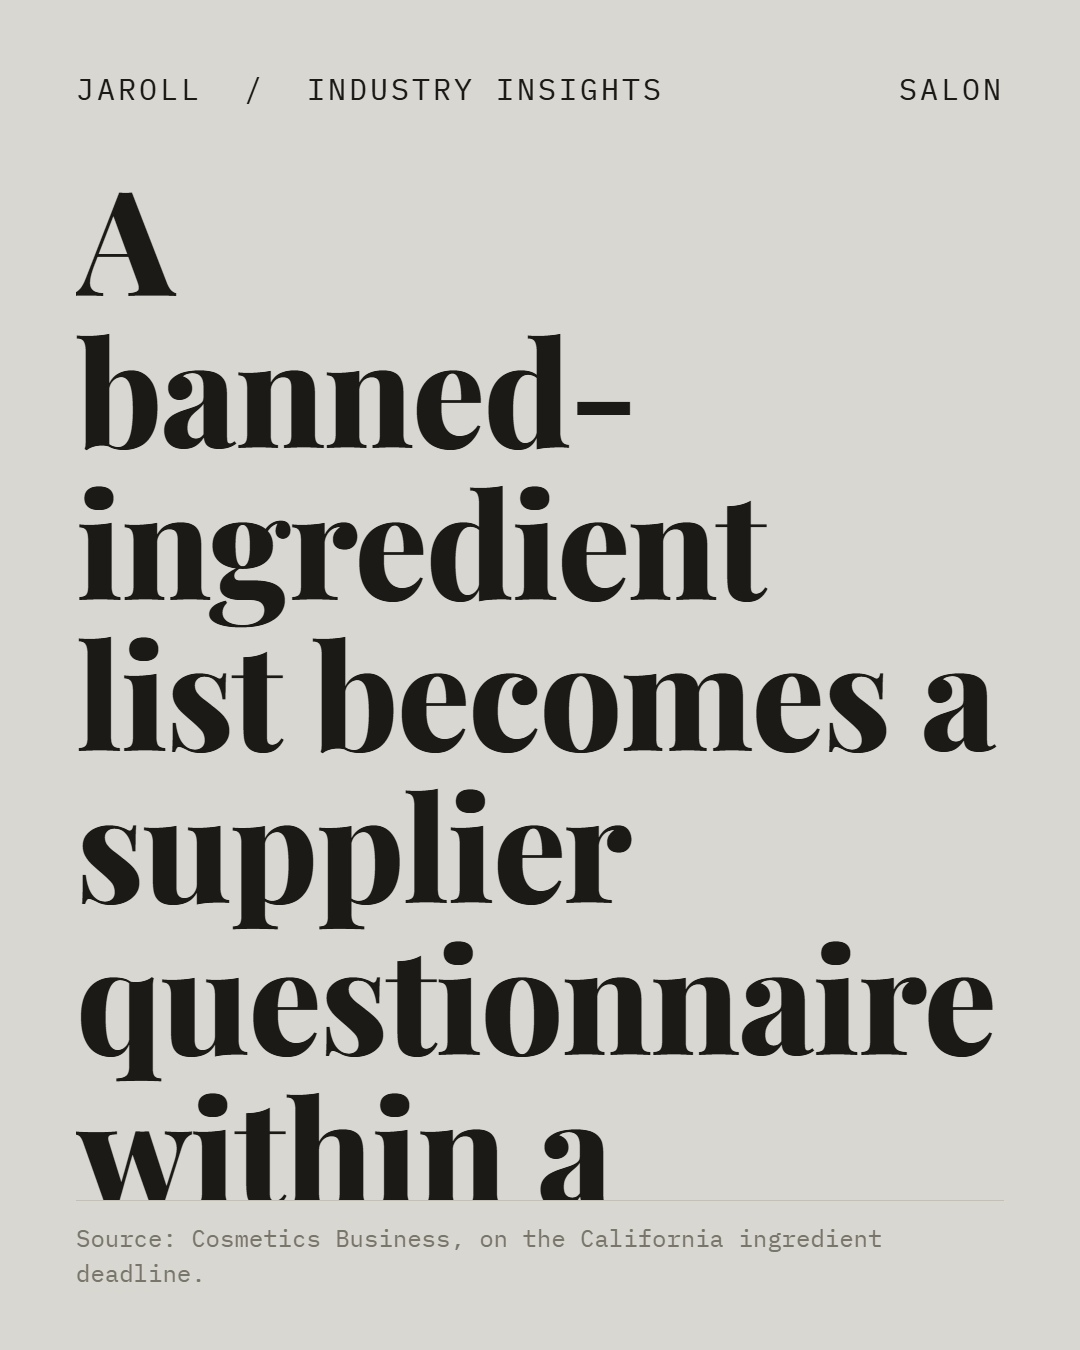 JAROLL / INDUSTRY INSIGHTS SALON
A
banned-
ingredient
list becomes a
supplier
questionnaire
within a
Source: Cosmetics Business, on the California ingredient
deadline.